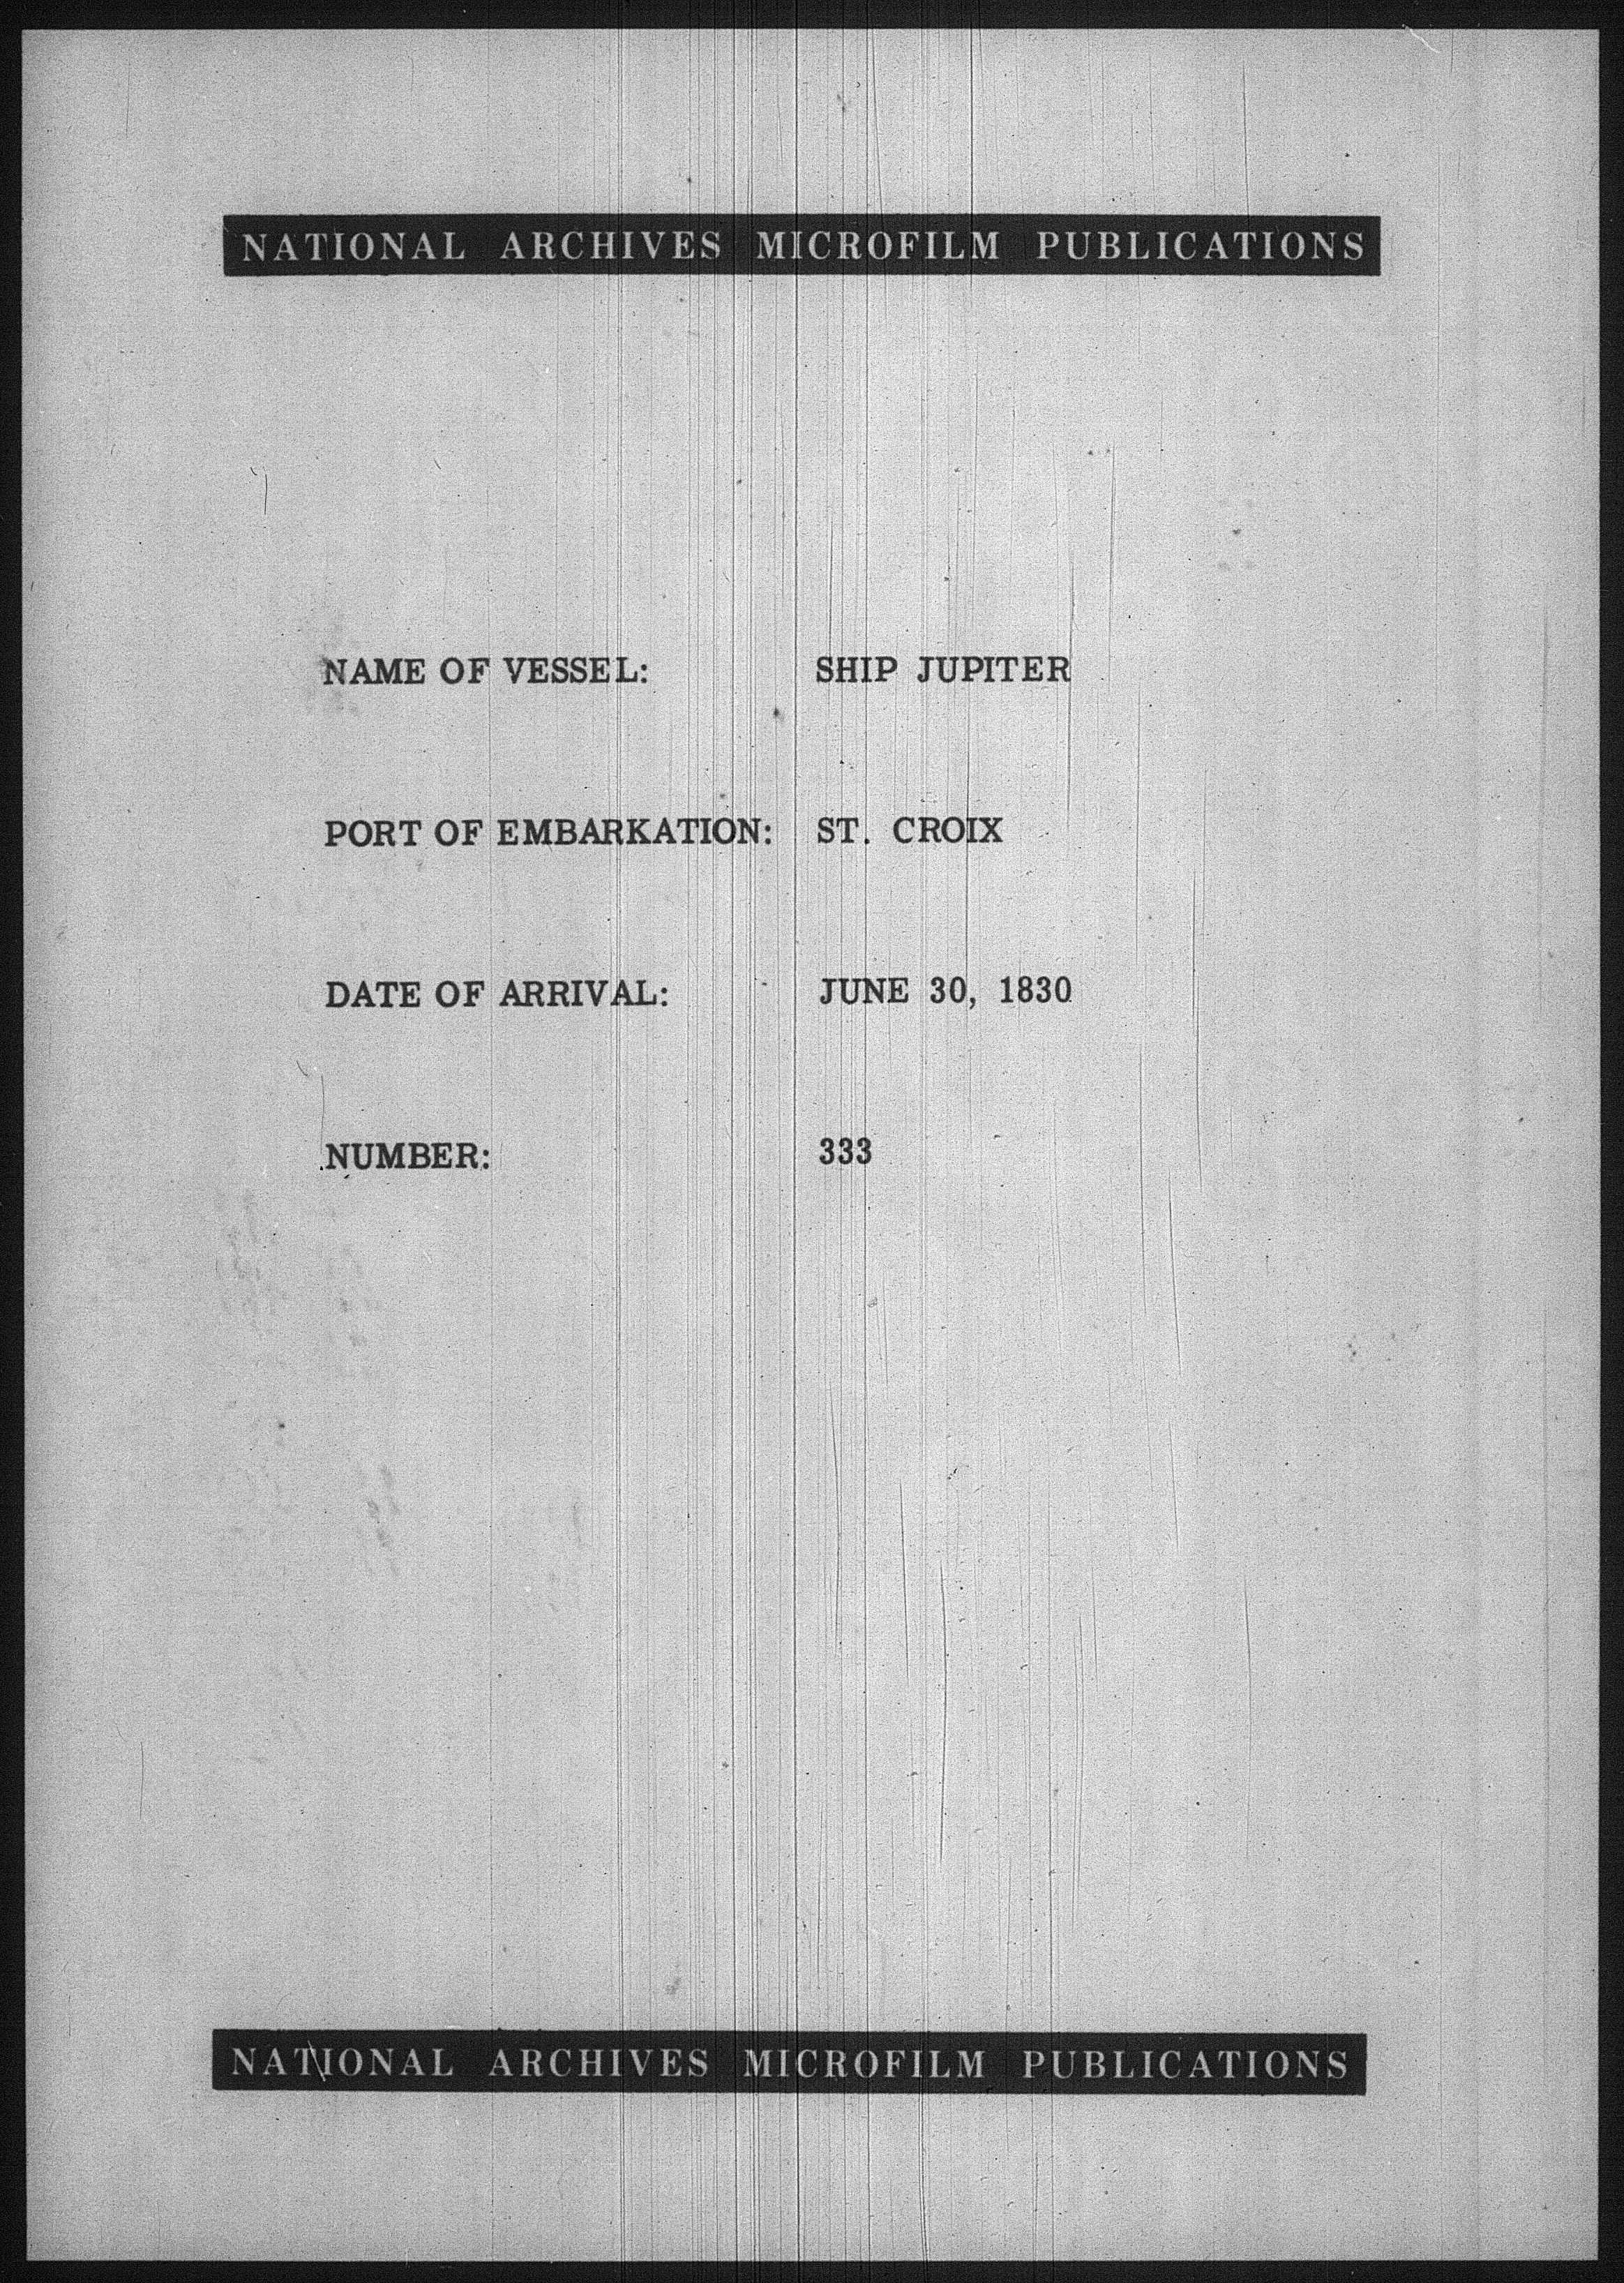 NATIONAL ARCHIVES MICROFILM PUBLICATIONS
NAME OF VESSEL: SHIP JUPITER
PORT OF EMBARKATION: ST. CROIX
DATE OF ARRIVAL: JUNE 30, 1830
NUMBER: 333
NATIONAL ARCHIVES MICROFILM PUBLICATIONS